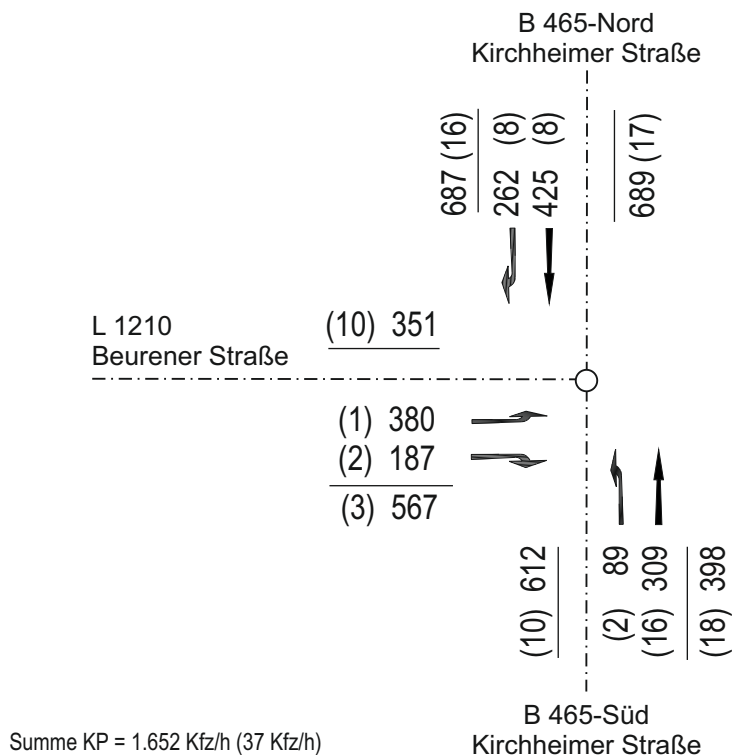 B 465-Nord
Kirchheimer Straße
687 (16)
262 (8)
425 (8)
689 (17)
L 1210
Beurener Straße
(10) 351
(1) 380
(2) 187
(3) 567
(10) 612
(2) 89
(16) 309
(18) 398
B 465-Süd
Kirchheimer Straße
Summe KP = 1.652 Kfz/h (37 Kfz/h)